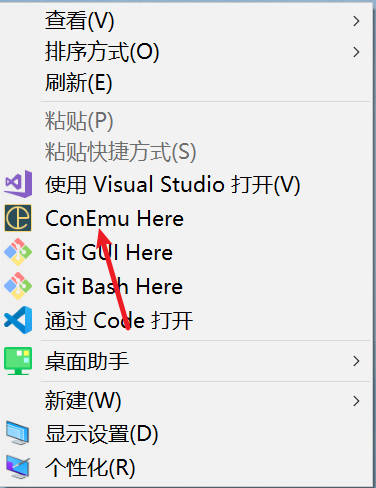 查看(V)
排序方式(O)
刷新(E)
粘贴(P)
粘贴快捷方式(S)
使用 Visual Studio 打开(V)
ConEmu Here
Git GUI Here
Git Bash Here
通过 Code 打开
桌面助手
新建(W)
显示设置(D)
个性化(R)